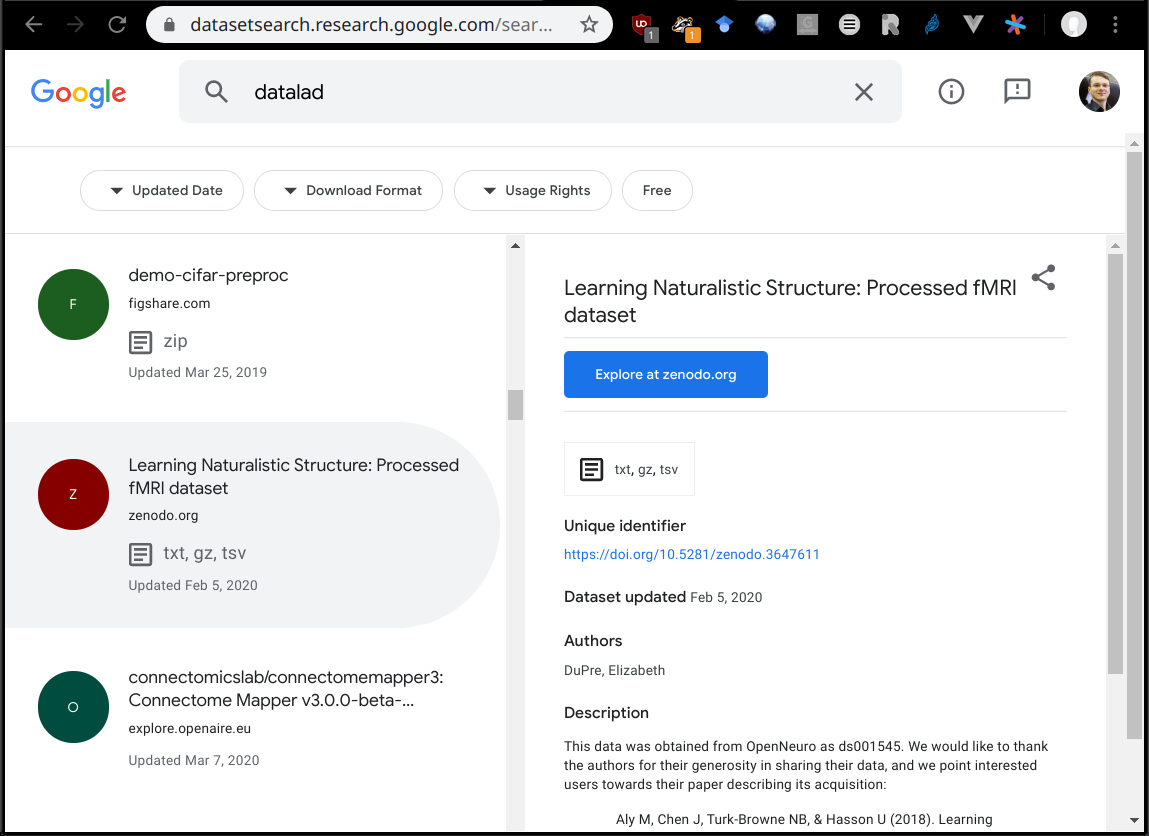 datasetsearch.research.google.com/sear...
1
1
Google
datalad
Updated Date
Download Format
Usage Rights
Free
F
demo-cifar-preproc
figshare.com
zip
Updated Mar 25, 2019
Z
Learning Naturalistic Structure: Processed
fMRI dataset
zenodo.org
txt, gz, tsv
Updated Feb 5, 2020
O
connectomicslab/connectomemapper3:
Connectome Mapper v3.0.0-beta-...
explore.openaire.eu
Updated Mar 7, 2020
Learning Naturalistic Structure: Processed fMRI
dataset
Explore at zenodo.org
txt, gz, tsv
Unique identifier
https://doi.org/10.5281/zenodo.3647611
Dataset updated Feb 5, 2020
Authors
DuPre, Elizabeth
Description
This data was obtained from OpenNeuro as ds001545. We would like to thank
the authors for their generosity in sharing their data, and we point interested
users towards their paper describing its acquisition:
Aly M, Chen J, Turk-Browne NB, & Hasson U (2018). Learning